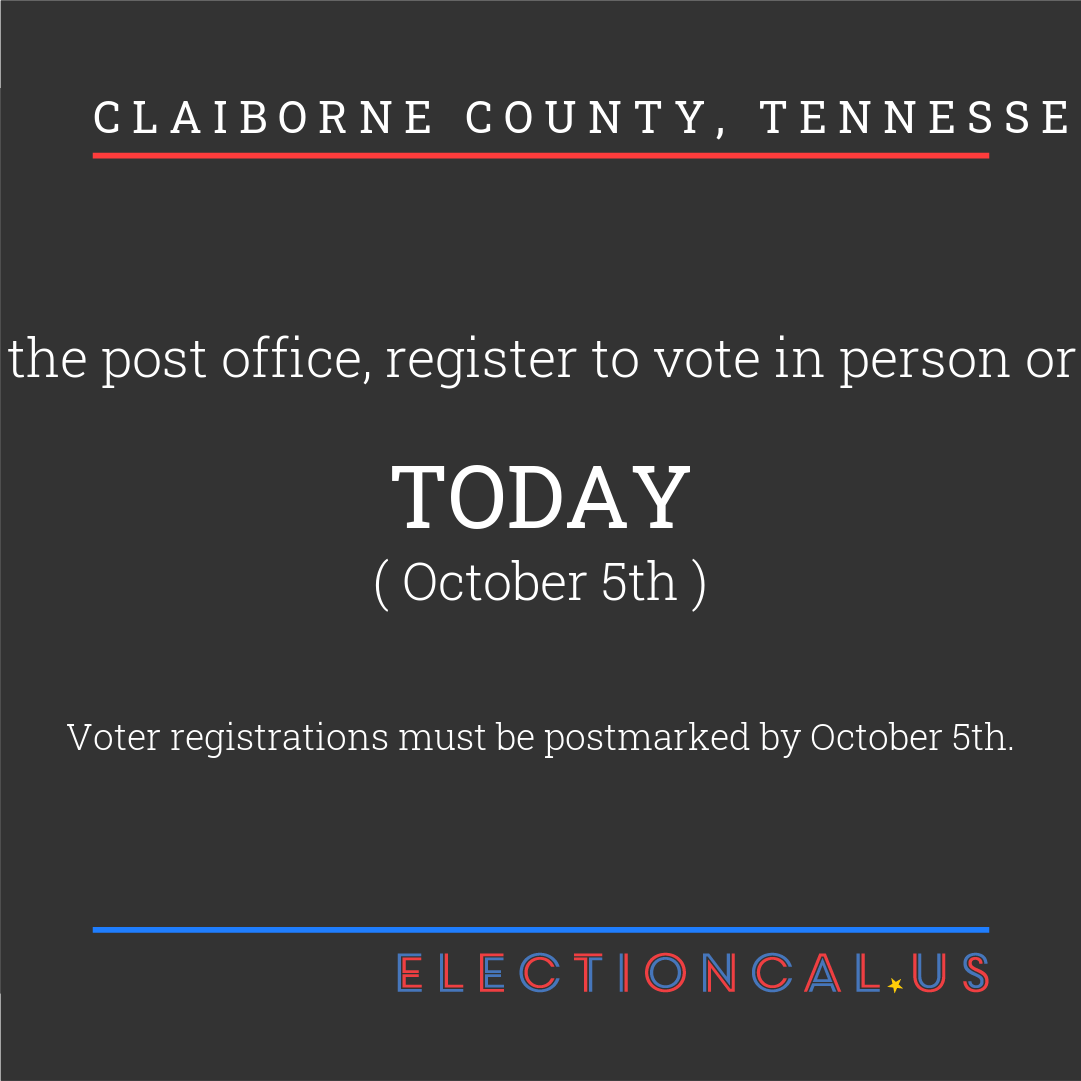 CLAIBORNE COUNTY, TENNESSE
the post office, register to vote in person or
TODAY
( October 5th )
Voter registrations must be postmarked by October 5th.
ELECTIONCAL.US